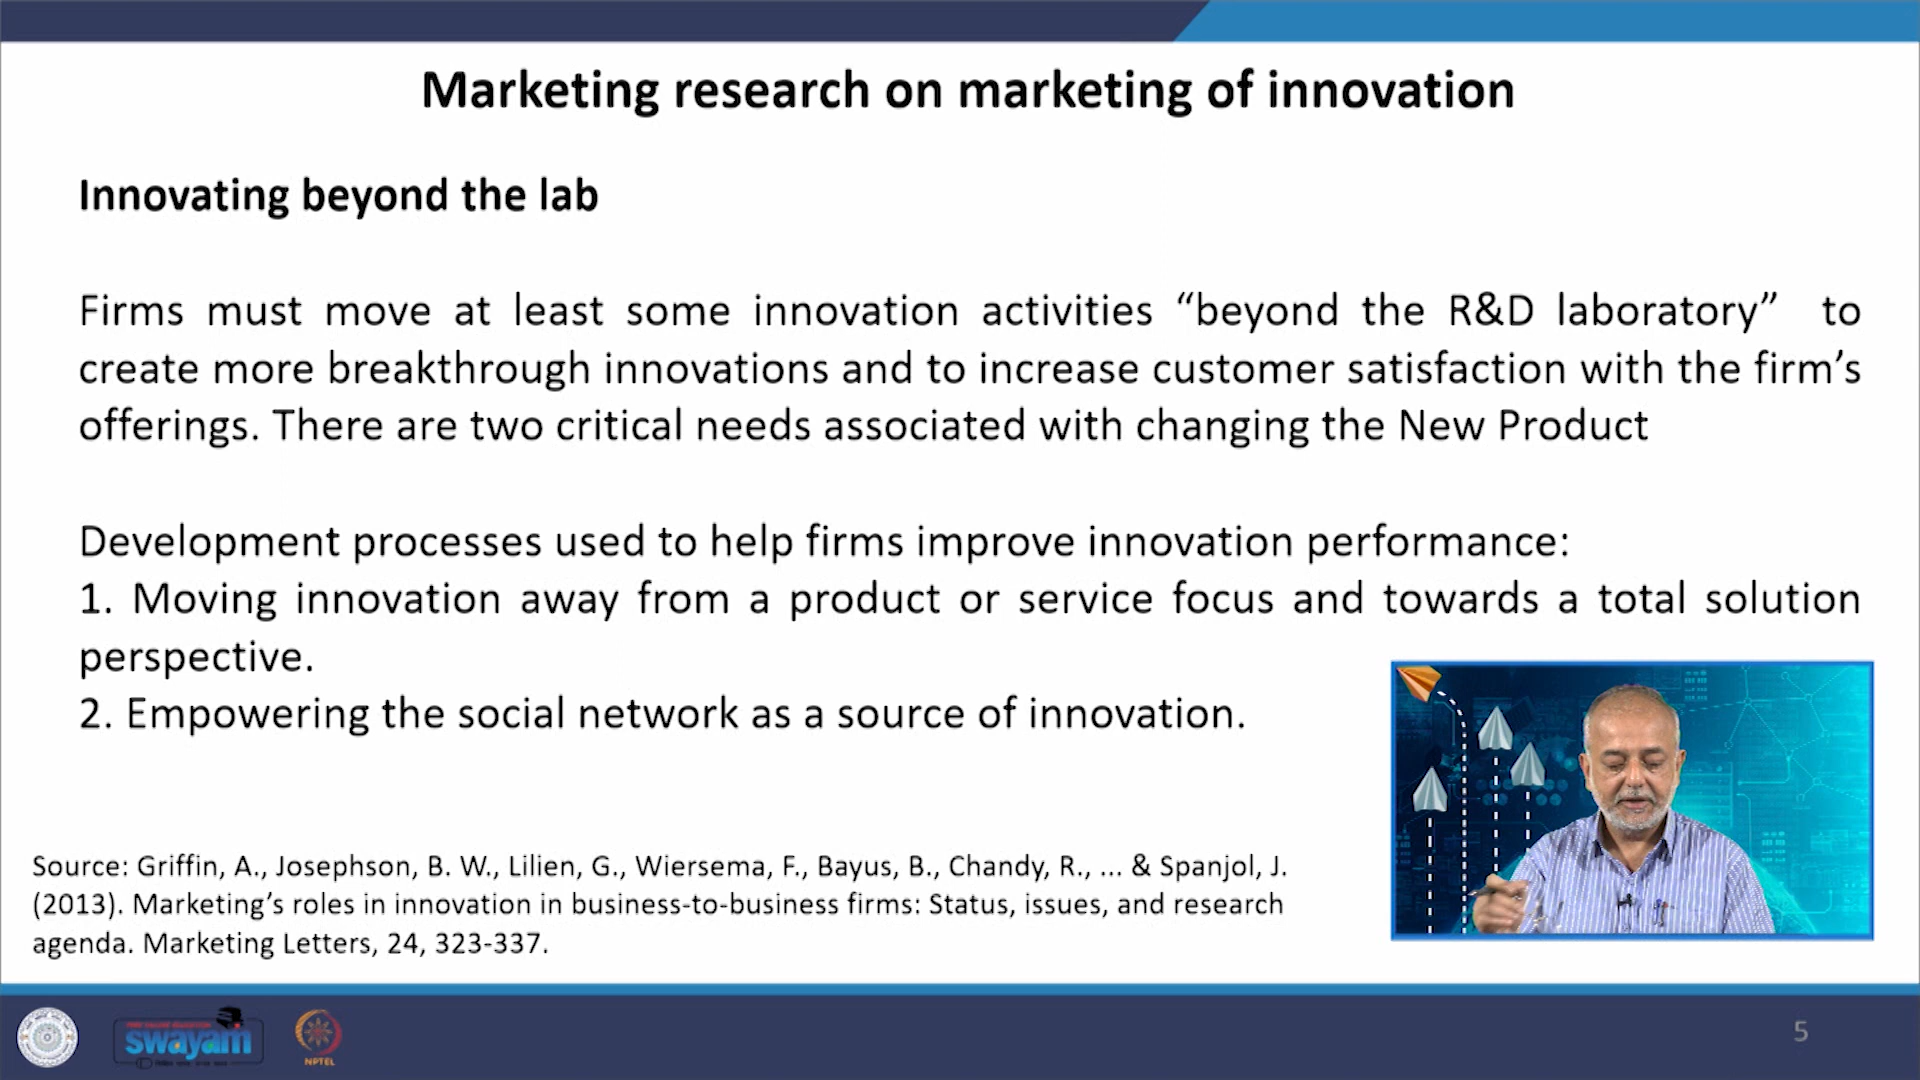 Marketing research on marketing of innovation
Innovating beyond the lab
Firms must move at least some innovation activities “beyond the R&D laboratory” to
create more breakthrough innovations and to increase customer satisfaction with the firm’s
offerings. There are two critical needs associated with changing the New Product
Development processes used to help firms improve innovation performance:
1. Moving innovation away from a product or service focus and towards a total solution
perspective.
2. Empowering the social network as a source of innovation.
Source: Griffin, A., Josephson, B. W., Lilien, G., Wiersema, F., Bayus, B., Chandy, R., ... & Spanjol, J.
(2013). Marketing’s roles in innovation in business-to-business firms: Status, issues, and research
agenda. Marketing Letters, 24, 323-337.
swayam
NPTEL
5